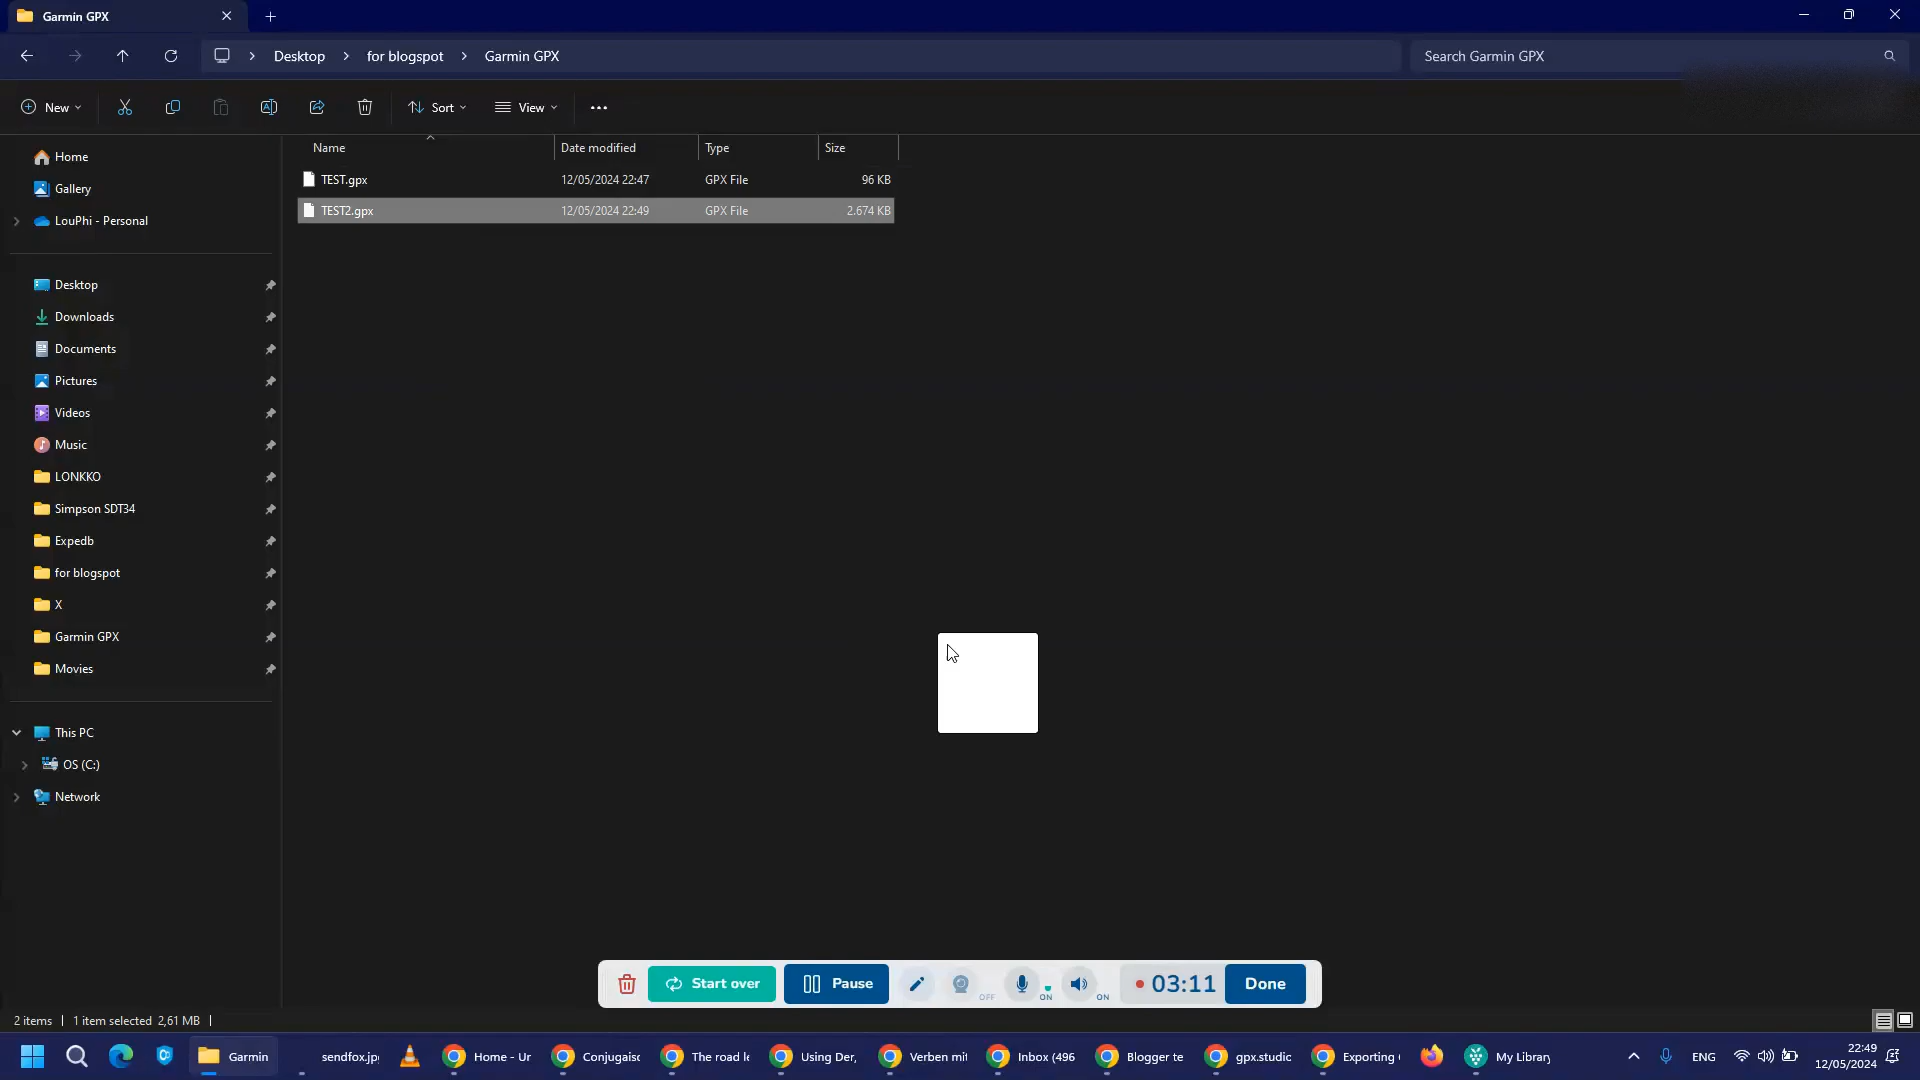 Garmin GPX
Desktop
for blogspot
Garmin GPX
Search Garmin GPX
New
Sort
View
Name
Date modified
Type
Size
TEST.gpx
12/05/2024 22:47
GPX File
96 KB
TEST2.gpx
12/05/2024 22:49
GPX File
2.674 KB
Home
Gallery
LouPhi - Personal
Desktop
Downloads
Documents
Pictures
Videos
Music
LONKKO
Simpson SDT34
Expedb
for blogspot
X
Garmin GPX
Movies
This PC
OS (C:)
Network
Start over
Pause
OFF
ON
ON
03:11
Done
2 items
1 item selected 2,61 MB
Garmin
sendfox.jp
Home - Ur
Conjugaiso
The road le
Using Der,
Verben mit
Inbox (496
Blogger te
gpx.studio
Exporting
My Library
ENG
22:49
12/05/2024